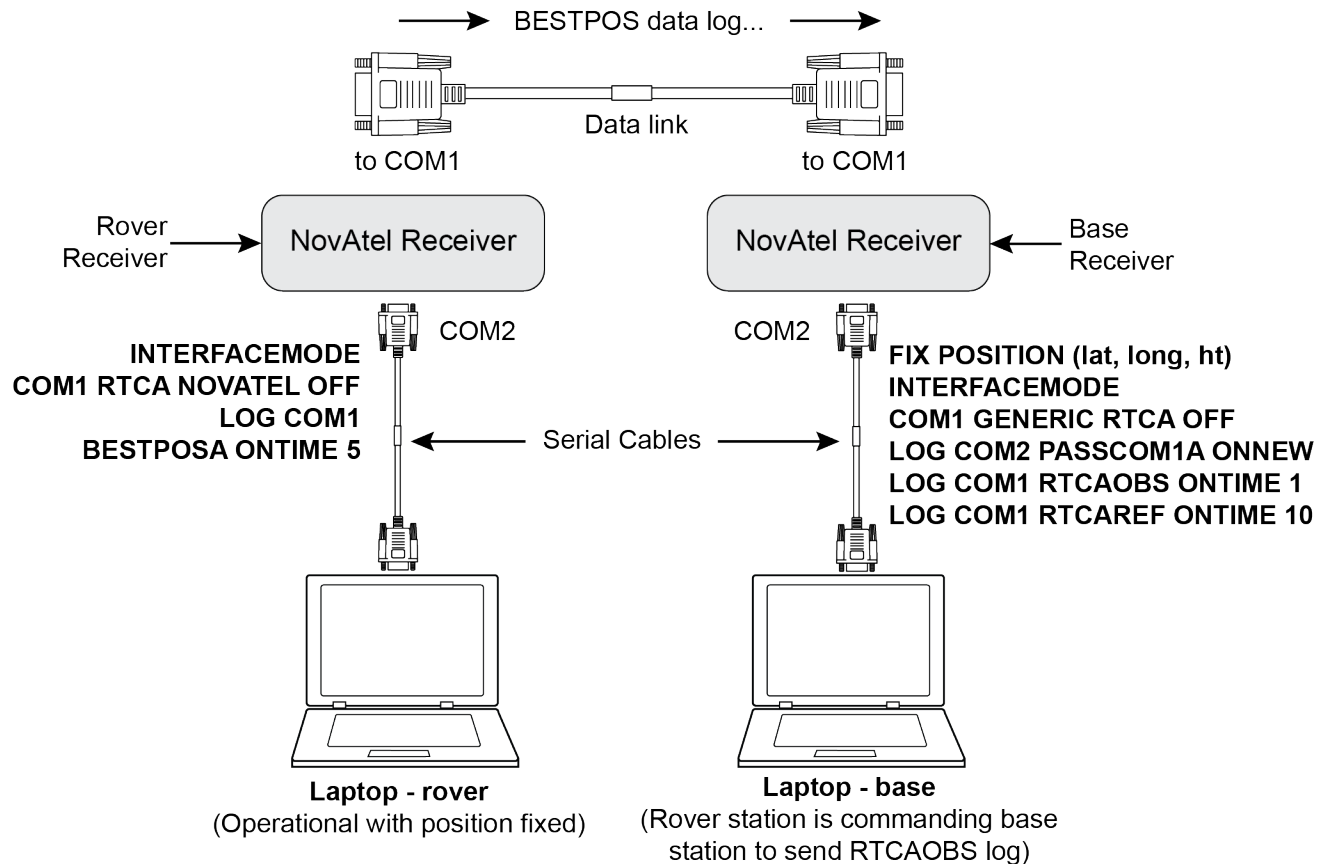 BESTPOS data log...
Data link
to COM1
to COM1
Rover
Receiver
NovAtel Receiver
NovAtel Receiver
Base
Receiver
COM2
INTERFACEMODE
COM1 RTCA NOVATEL OFF
LOG COM1
BESTPOSA ONTIME 5
Serial Cables
COM2
FIX POSITION (lat, long, ht)
INTERFACEMODE
COM1 GENERIC RTCA OFF
LOG COM2 PASSCOM1A ONNEW
LOG COM1 RTCAOBS ONTIME 1
LOG COM1 RTCAREF ONTIME 10
Laptop - rover
(Operational with position fixed)
Laptop - base
(Rover station is commanding base
station to send RTCAOBS log)